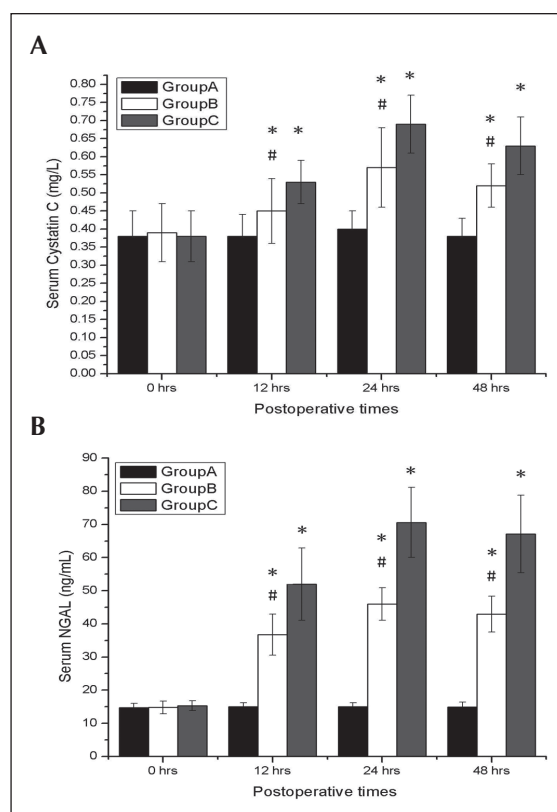 A
Serum Cystatin C (mg/L)
0.80
0.75
0.70
0.65
0.60
0.55
0.50
0.45
0.40
0.35
0.30
0.25
0.20
0.15
0.10
0.05
0.00
GroupA
GroupB
GroupC
* *
#
* *
#
* *
#
0 hrs 12 hrs 24 hrs 48 hrs
Postoperative times
B
Serum NGAL (ng/mL)
90
80
70
60
50
40
30
20
10
0
GroupA
GroupB
GroupC
* *
#
* *
#
* *
#
0 hrs 12 hrs 24 hrs 48 hrs
Postoperative times